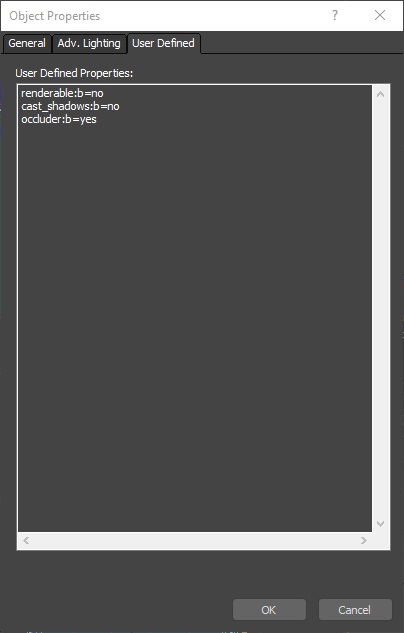 Object Properties
?
General
Adv. Lighting
User Defined
User Defined Properties:
renderable:b=no
cast_shadows:b=no
occluder:b=yes
OK
Cancel